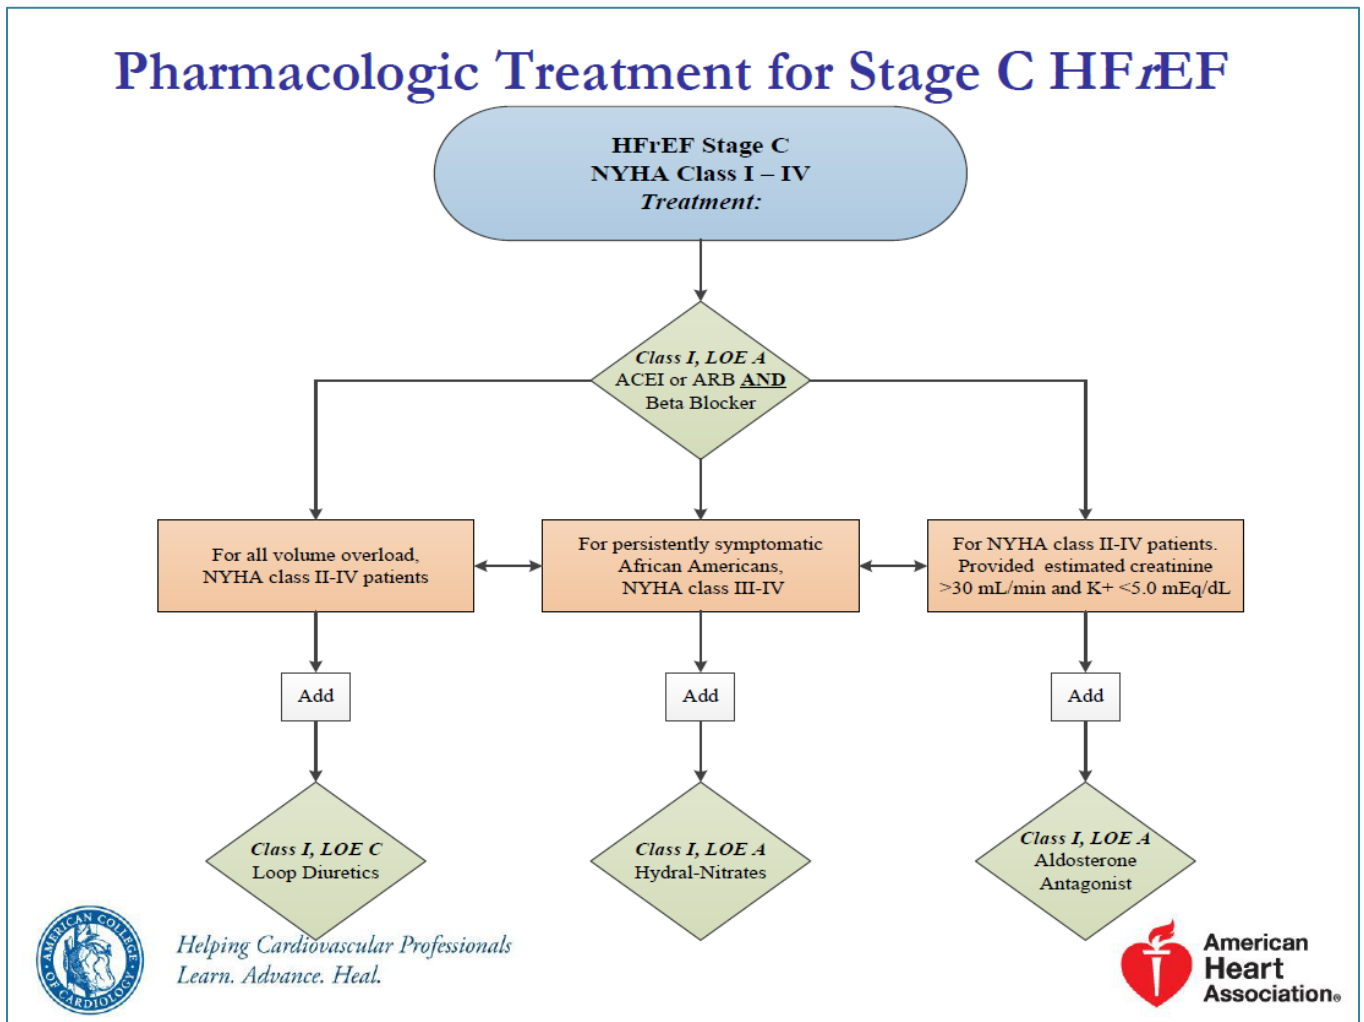 Pharmacologic Treatment for Stage C HFrEF
HFrEF Stage C
NYHA Class I – IV
Treatment:
Class I, LOE A
ACEI or ARB AND
Beta Blocker
For all volume overload,
NYHA class II-IV patients
For persistently symptomatic
African Americans,
NYHA class III-IV
For NYHA class II-IV patients.
Provided estimated creatinine
>30 mL/min and K+ <5.0 mEq/dL
Add
Add
Add
Class I, LOE C
Loop Diuretics
Class I, LOE A
Hydral-Nitrates
Class I, LOE A
Aldosterone
Antagonist
AMERICAN COLLEGE OF CARDIOLOGY
Helping Cardiovascular Professionals
Learn. Advance. Heal.
American
Heart
Association®